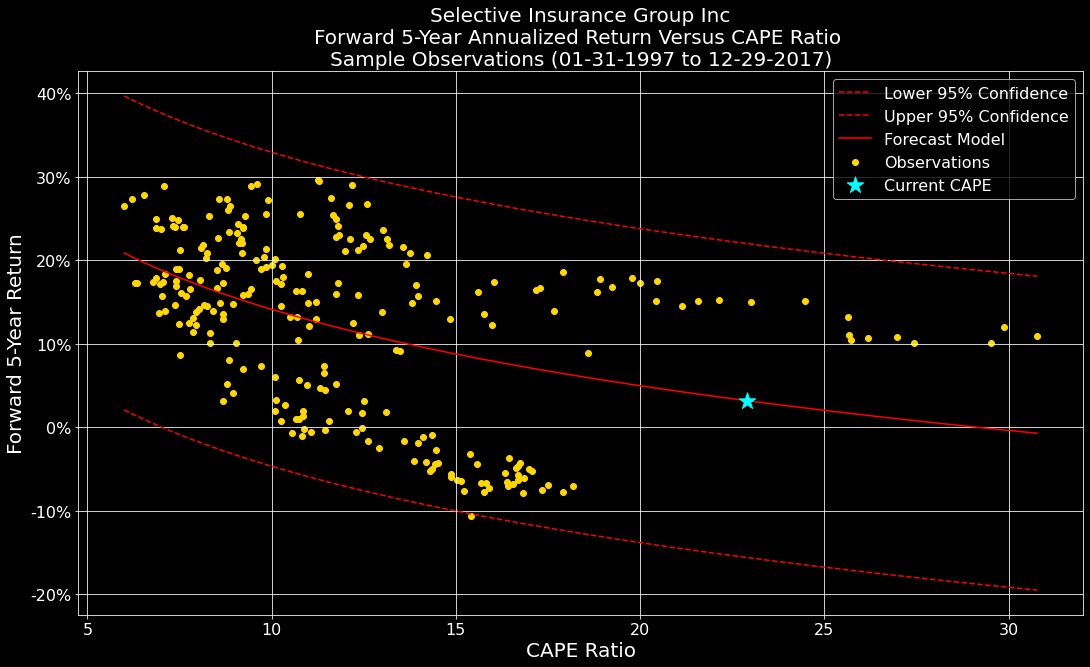 Selective Insurance Group Inc
Forward 5-Year Annualized Return Versus CAPE Ratio
Sample Observations (01-31-1997 to 12-29-2017)
Lower 95% Confidence
Upper 95% Confidence
Forecast Model
Observations
Current CAPE
Forward 5-Year Return
40%
30%
20%
10%
0%
-10%
-20%
5 10 15 20 25 30
CAPE Ratio